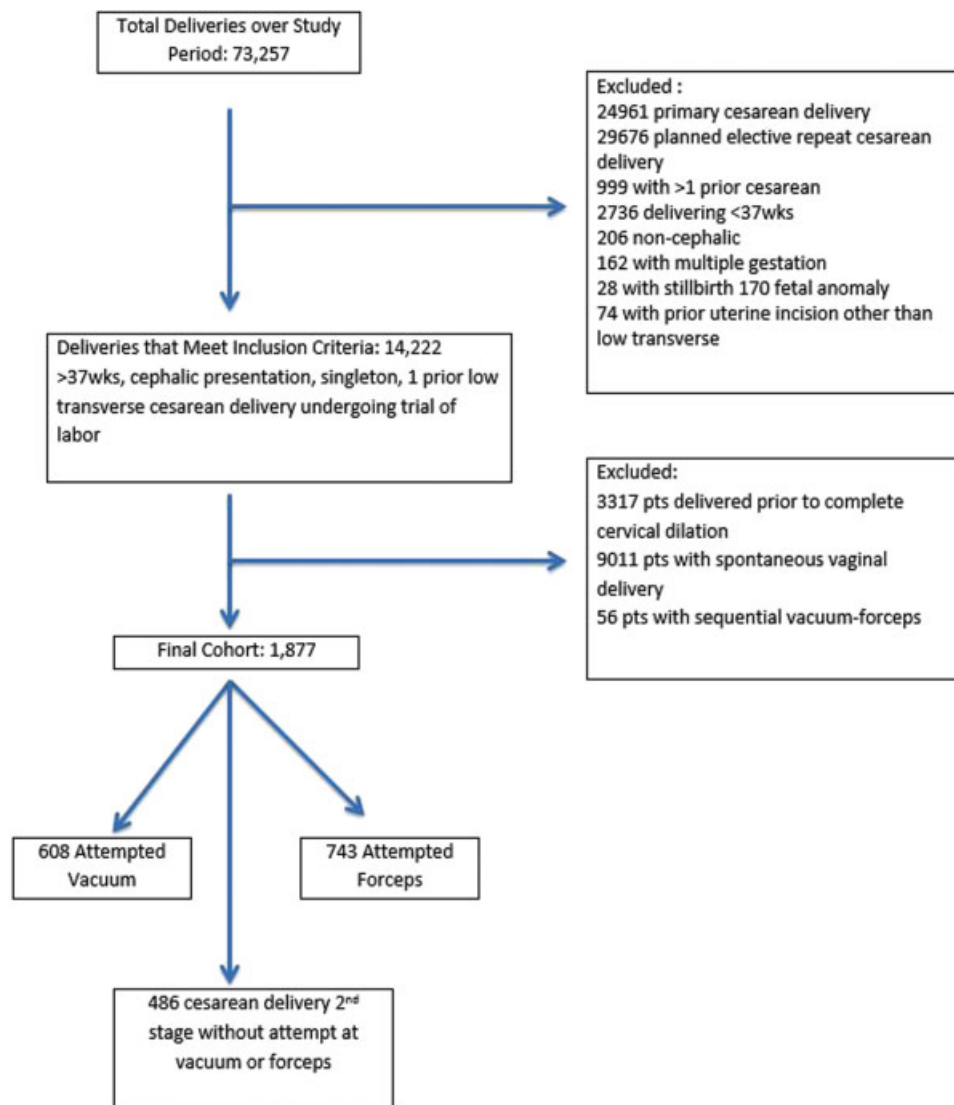 Total Deliveries over Study
Period: 73,257
Excluded :
24961 primary cesarean delivery
29676 planned elective repeat cesarean
delivery
999 with >1 prior cesarean
2736 delivering <37wks
206 non-cephalic
162 with multiple gestation
28 with stillbirth 170 fetal anomaly
74 with prior uterine incision other than
low transverse
Deliveries that Meet Inclusion Criteria: 14,222
>37wks, cephalic presentation, singleton, 1 prior low
transverse cesarean delivery undergoing trial of
labor
Excluded:
3317 pts delivered prior to complete
cervical dilation
9011 pts with spontaneous vaginal
delivery
56 pts with sequential vacuum-forceps
Final Cohort: 1,877
608 Attempted
Vacuum
743 Attempted
Forceps
486 cesarean delivery 2nd
stage without attempt at
vacuum or forceps